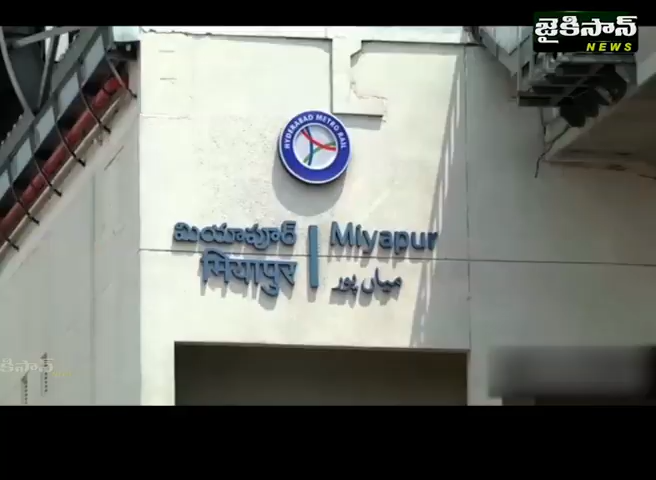 జైకిసాన్
NEWS
HYDERABAD METRO RAIL
మియాపూర్
मियापुर
Miyapur
میاں پور
జైకిసాన్